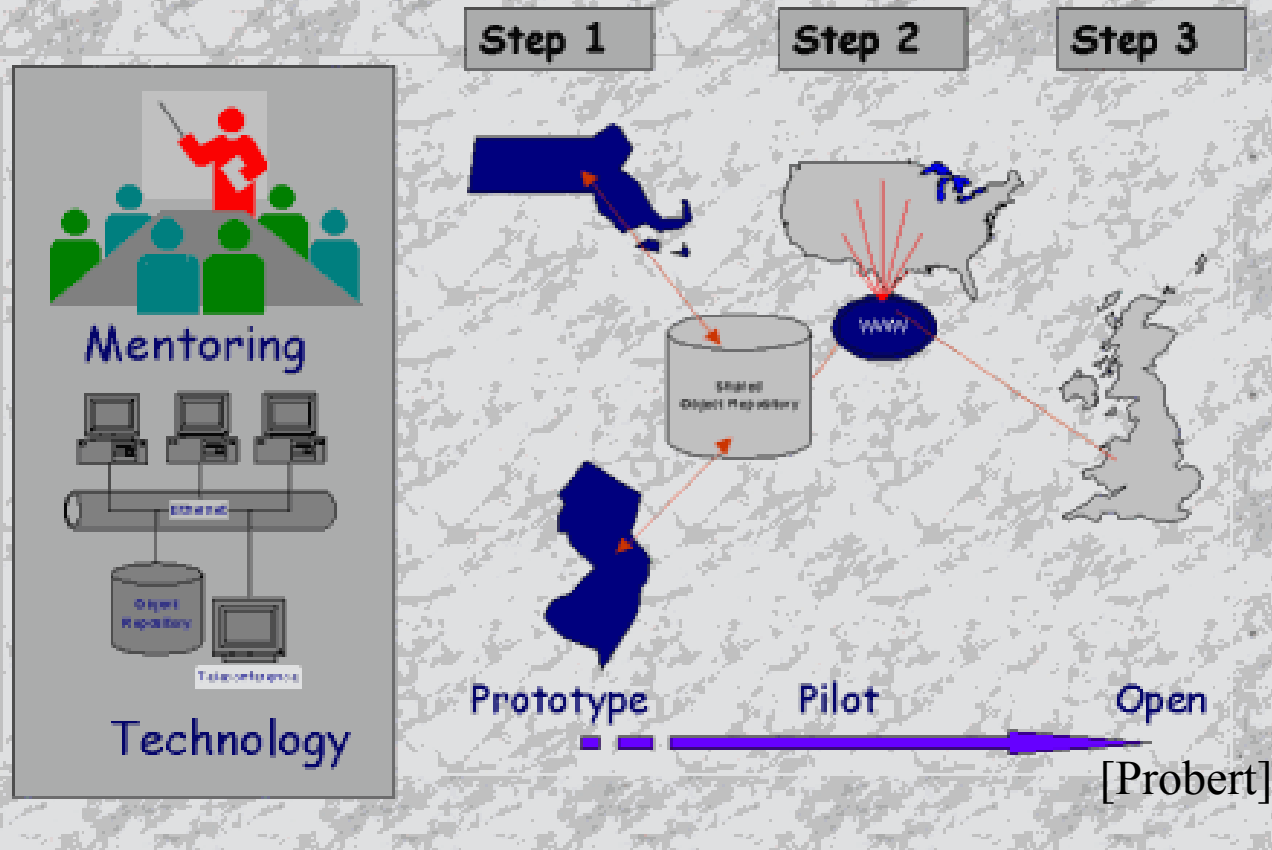 Step 1
Step 2
Step 3
Mentoring
WWW
Shared
Object Repository
Ethernet
Object
Repository
Teleconference
Technology
Prototype
Pilot
Open
[Probert]